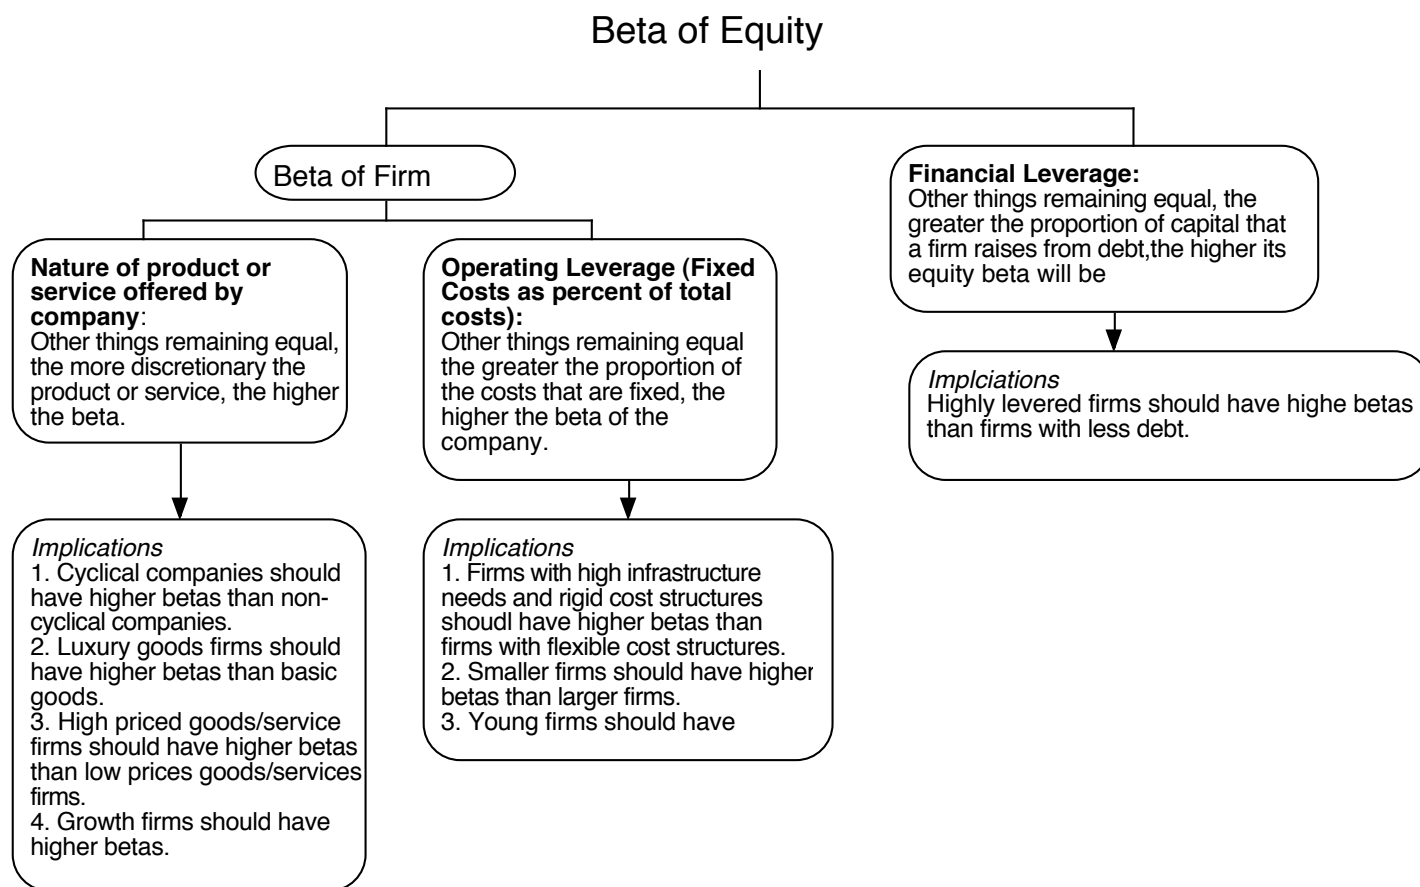 Beta of Equity
Beta of Firm
Financial Leverage:
Other things remaining equal, the
greater the proportion of capital that
a firm raises from debt,the higher its
equity beta will be
Nature of product or
service offered by
company:
Other things remaining equal,
the more discretionary the
product or service, the higher
the beta.
Operating Leverage (Fixed
Costs as percent of total
costs):
Other things remaining equal
the greater the proportion of
the costs that are fixed, the
higher the beta of the
company.
Implciations
Highly levered firms should have highe betas
than firms with less debt.
Implications
1. Cyclical companies should
have higher betas than non-
cyclical companies.
2. Luxury goods firms should
have higher betas than basic
goods.
3. High priced goods/service
firms should have higher betas
than low prices goods/services
firms.
4. Growth firms should have
higher betas.
Implications
1. Firms with high infrastructure
needs and rigid cost structures
shoudl have higher betas than
firms with flexible cost structures.
2. Smaller firms should have higher
betas than larger firms.
3. Young firms should have